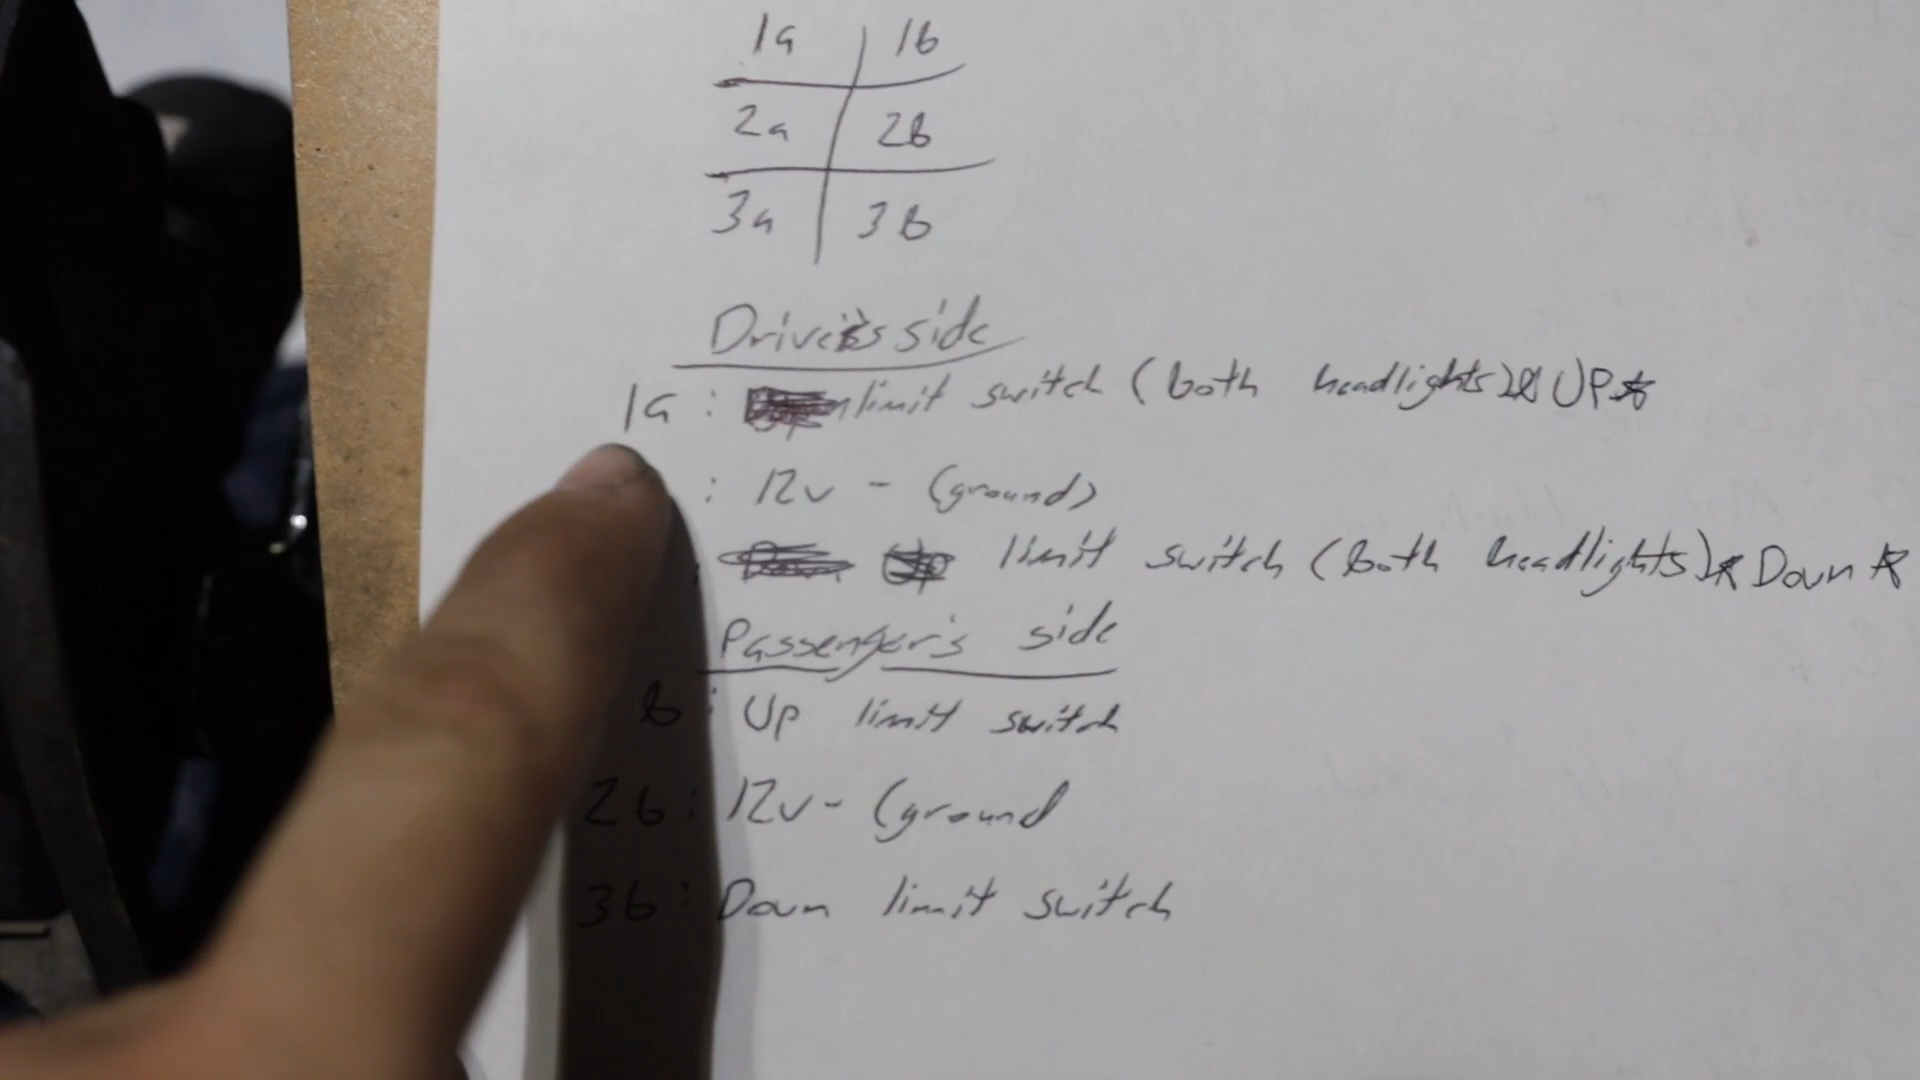 1a 1b
2a 2b
3a 3b
Driver's side
1a: limit switch (both headlights) *UP*
: 12v - (ground)
limit switch (both headlights) *Down*
Passenger's side
b: Up limit switch
2b: 12v- (ground
3b: Down limit switch